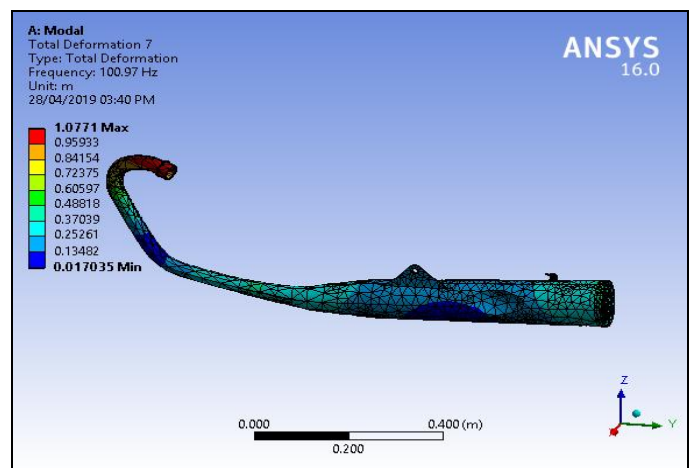 A: Modal
Total Deformation 7
Type: Total Deformation
Frequency: 100.97 Hz
Unit: m
28/04/2019 03:40 PM
ANSYS
16.0
1.0771 Max
0.95933
0.84154
0.72375
0.60597
0.48818
0.37039
0.25261
0.13482
0.017035 Min
0.000
0.400 (m)
0.200
Z
Y